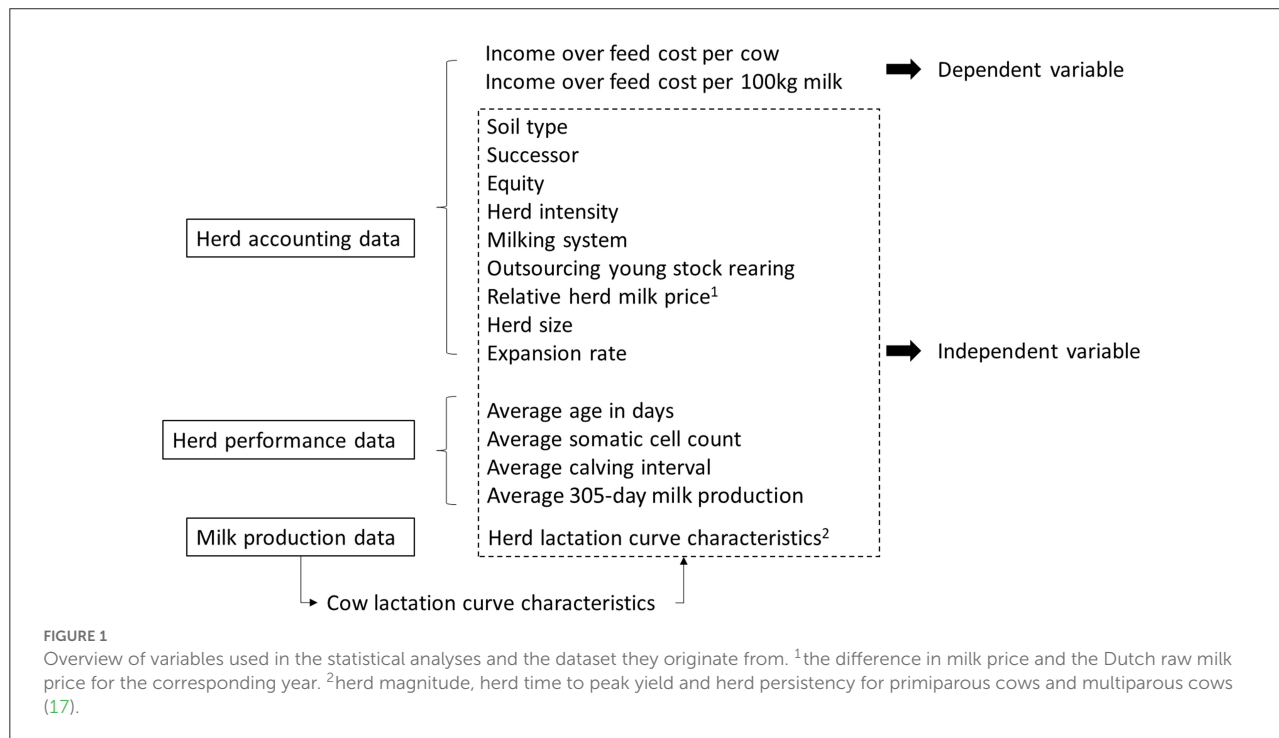 Income over feed cost per cow
Income over feed cost per 100kg milk
Dependent variable
Soil type
Successor
Equity
Herd intensity
Milking system
Outsourcing young stock rearing
Relative herd milk price1
Herd size
Expansion rate
Herd accounting data
Independent variable
Average age in days
Average somatic cell count
Average calving interval
Average 305-day milk production
Herd performance data
Milk production data
Herd lactation curve characteristics2
Cow lactation curve characteristics
FIGURE 1
Overview of variables used in the statistical analyses and the dataset they originate from. 1the difference in milk price and the Dutch raw milk
price for the corresponding year. 2herd magnitude, herd time to peak yield and herd persistency for primiparous cows and multiparous cows
(17).